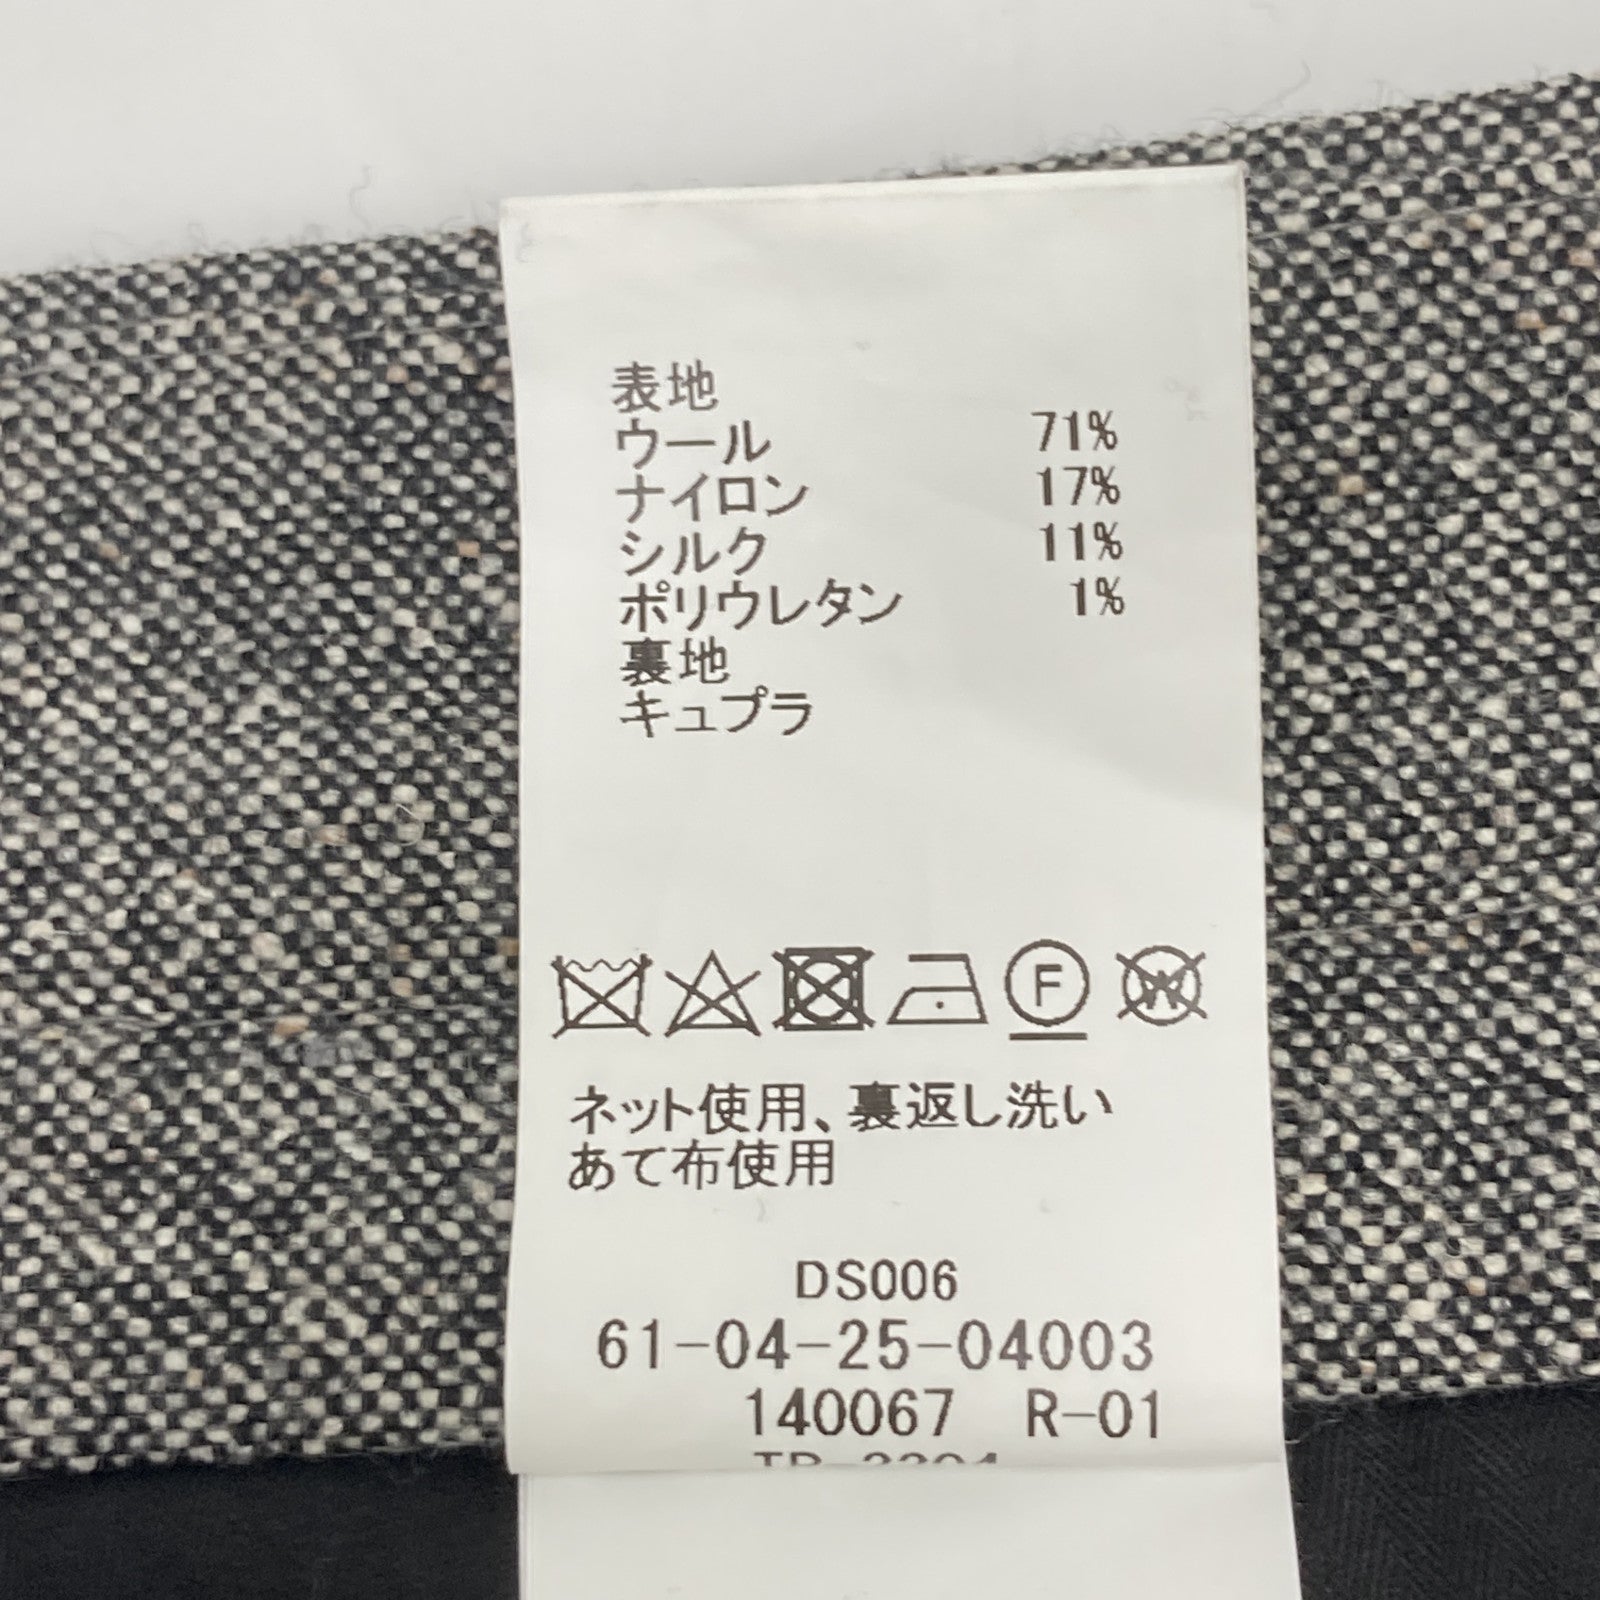 表地
ウール 71%
ナイロン 17%
シルク 11%
ポリウレタン 1%
裏地
キュプラ
F W
ネット使用、裏返し洗い
あて布使用
DS006
61-04-25-04003
140067 R-01